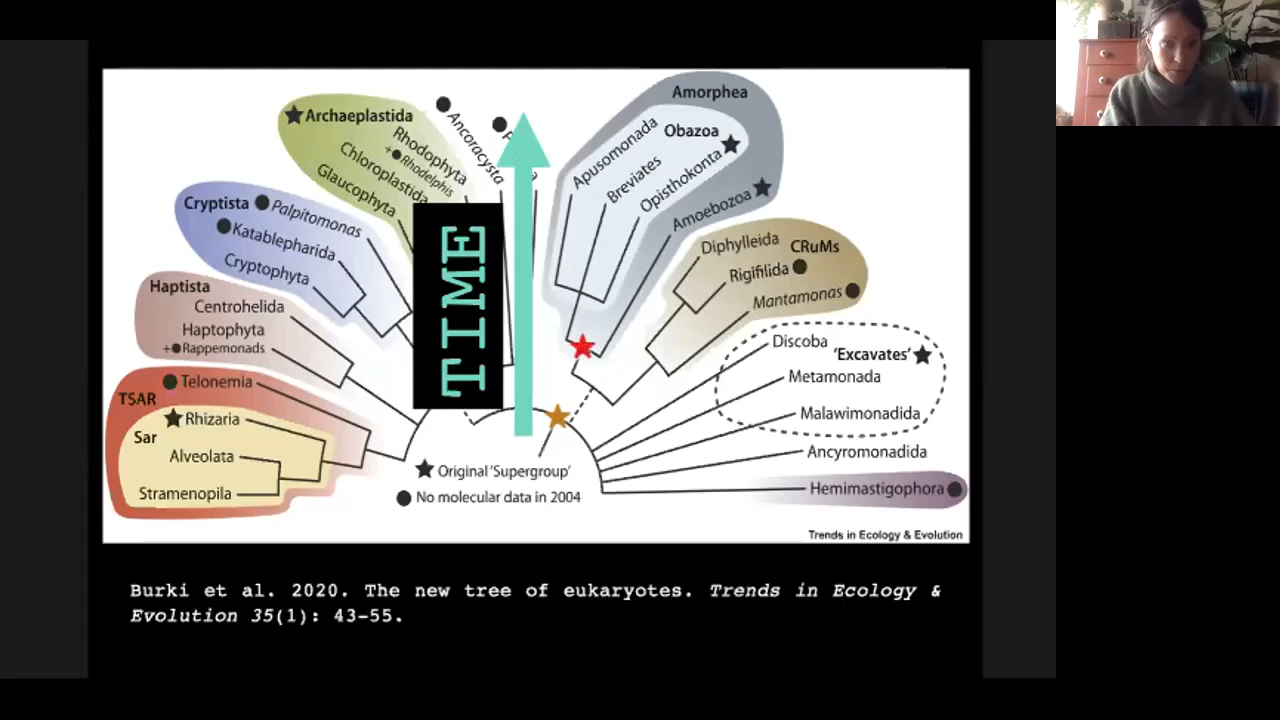 Amorphea
Archaeplastida
Obazoa
Apusomonada
Breviates
Opisthokonta
Amoebozoa
Ancoracysta
Rhodophyta
+ Rhodelphis
Chloroplastida
Glaucophyta
Cryptista
Palpitomonas
Katablepharida
Cryptophyta
TIME
Diphylleida
CRuMs
Rigifilida
Mantamonas
Haptista
Centrohelida
Haptophyta
+ Rappemonads
Discoba
'Excavates'
Metamonada
Malawimonadida
Ancyromonadida
Hemimastigophora
Telonemia
TSAR
Rhizaria
Sar
Alveolata
Stramenopila
Original 'Supergroup'
No molecular data in 2004
Trends in Ecology & Evolution
Burki et al. 2020. The new tree of eukaryotes. Trends in Ecology &
Evolution 35(1): 43-55.